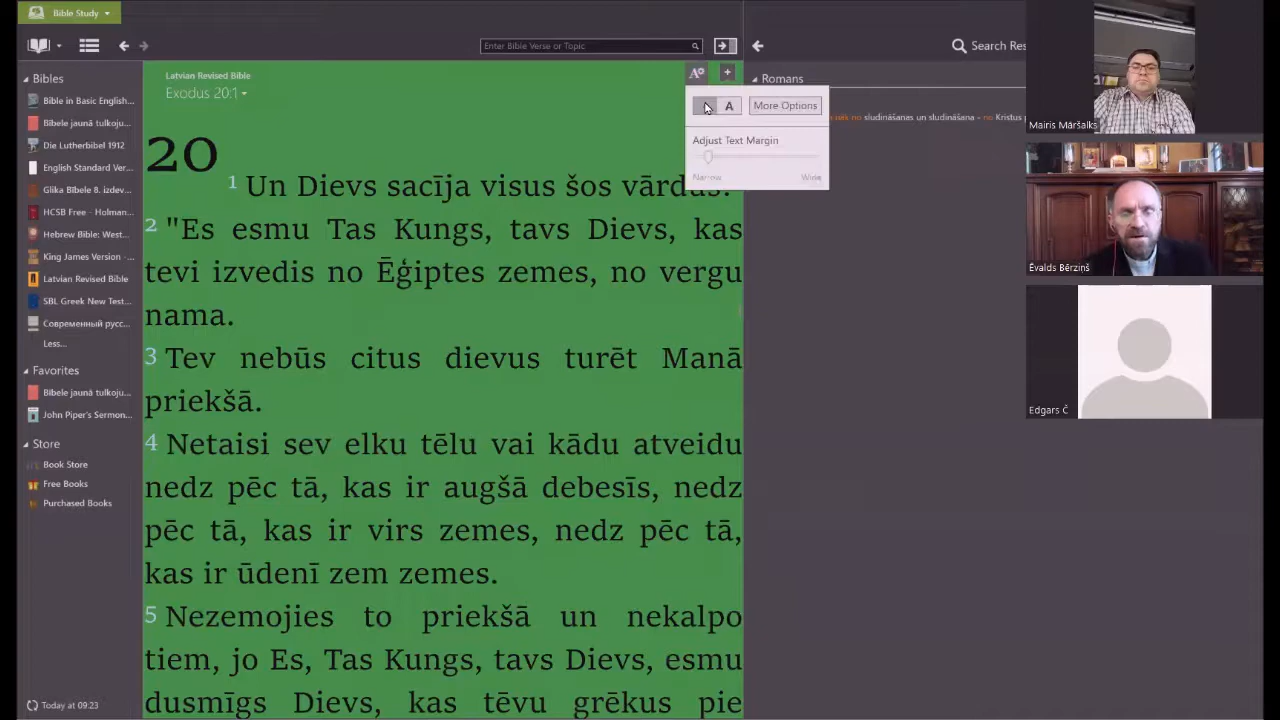 Bible Study
Enter Bible Verse or Topic
Bibles
Bible in Basic English...
Bībele jaunā tulkoju...
Die Lutherbibel 1912
English Standard Ver...
Glika Bībele 8. izdev...
HCSB Free - Holman...
Hebrew Bible: West...
King James Version -
Latvian Revised Bible
SBL Greek New Test...
Современный русс...
Less...
Favorites
Bībele jaunā tulkoju...
John Piper's Sermon...
Store
Book Store
Free Books
Purchased Books
Today at 09:23
Latvian Revised Bible
Exodus 20:1
20
1 Un Dievs sacīja visus šos vārdus:
2 "Es esmu Tas Kungs, tavs Dievs, kas
tevi izvedis no Ēģiptes zemes, no vergu
nama.
3 Tev nebūs citus dievus turēt Manā
priekšā.
4 Netaisi sev elku tēlu vai kādu atveidu
nedz pēc tā, kas ir augšā debesīs, nedz
pēc tā, kas ir virs zemes, nedz pēc tā,
kas ir ūdenī zem zemes.
5 Nezemojies to priekšā un nekalpo
tiem, jo Es, Tas Kungs, tavs Dievs, esmu
dusmīgs Dievs, kas tēvu grēkus pie
A
A More Options
Adjust Text Margin
Narrow Wide
Search Res
Romans
no sludināšanas un sludināšana - no Kristus
Mairis Māršalks
Ēvalds Bērziņš
Edgars Č